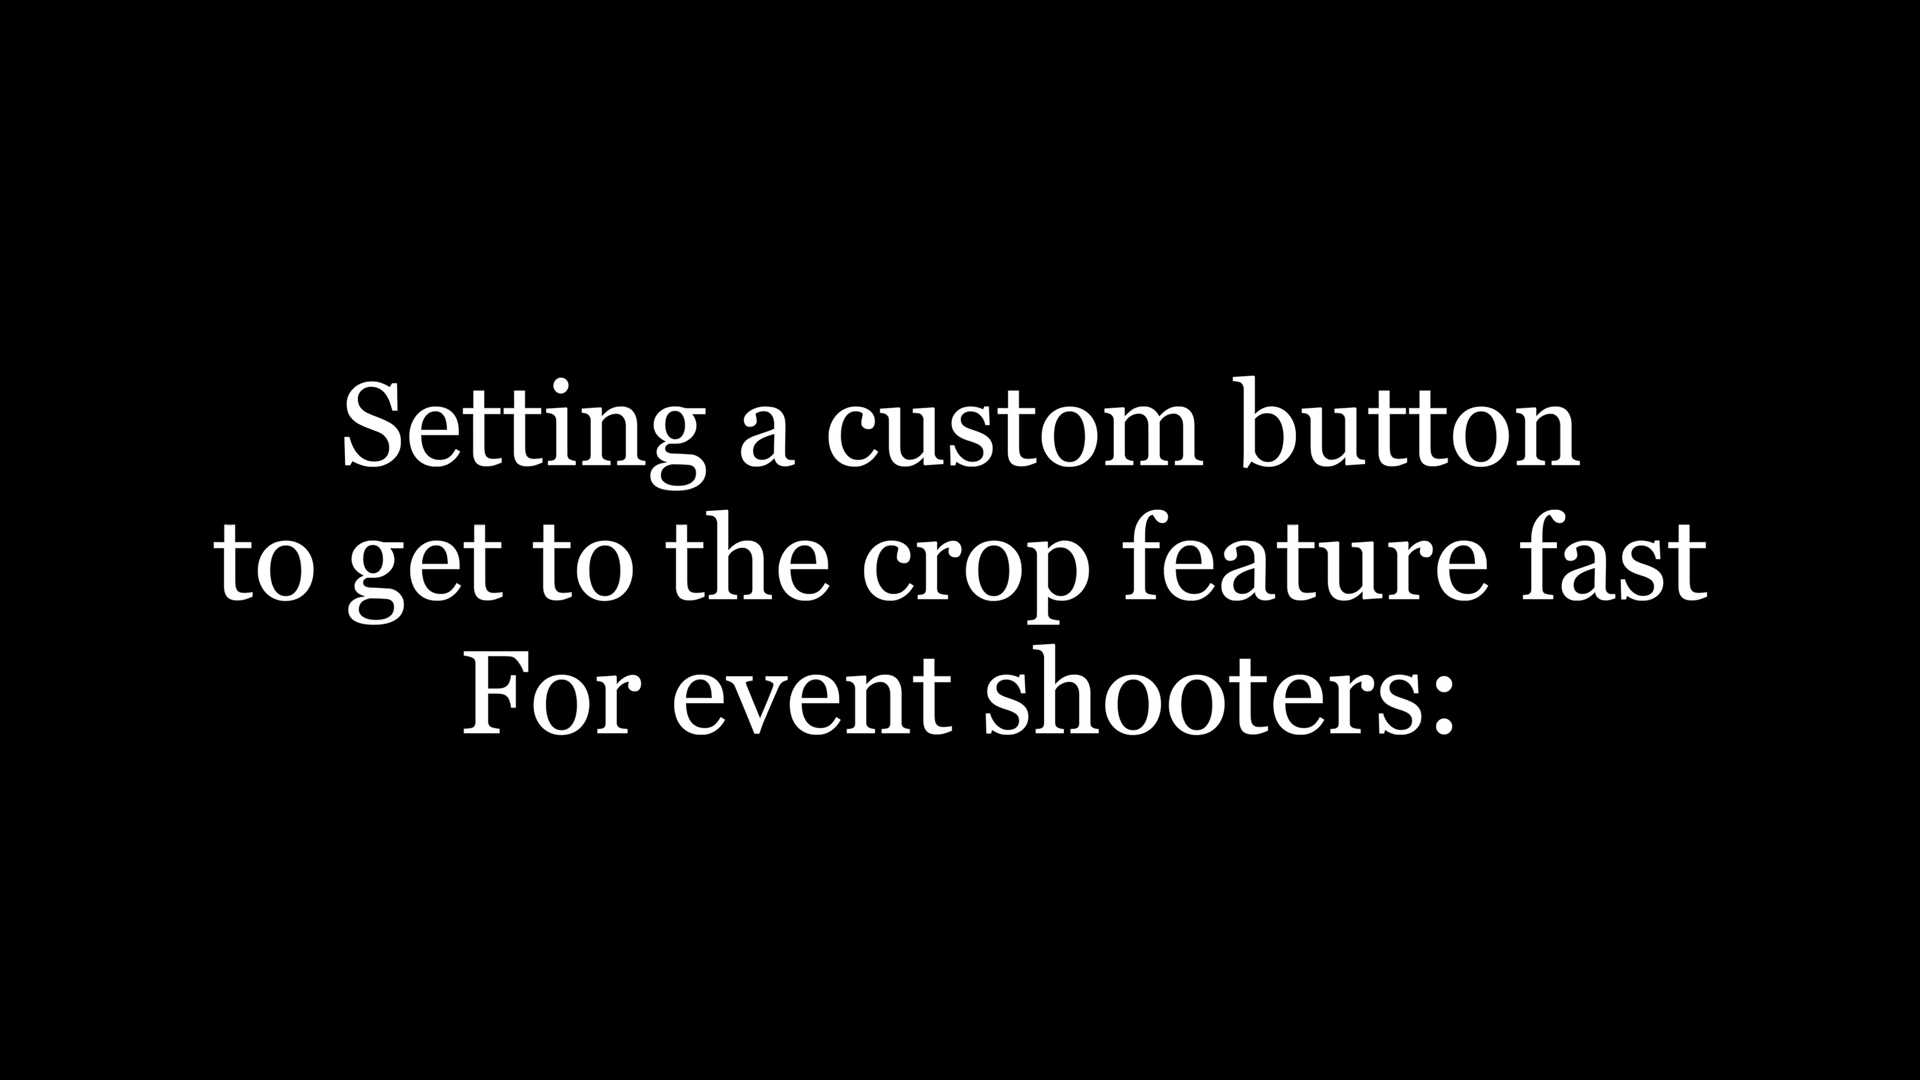 Setting a custom button
to get to the crop feature fast
For event shooters: